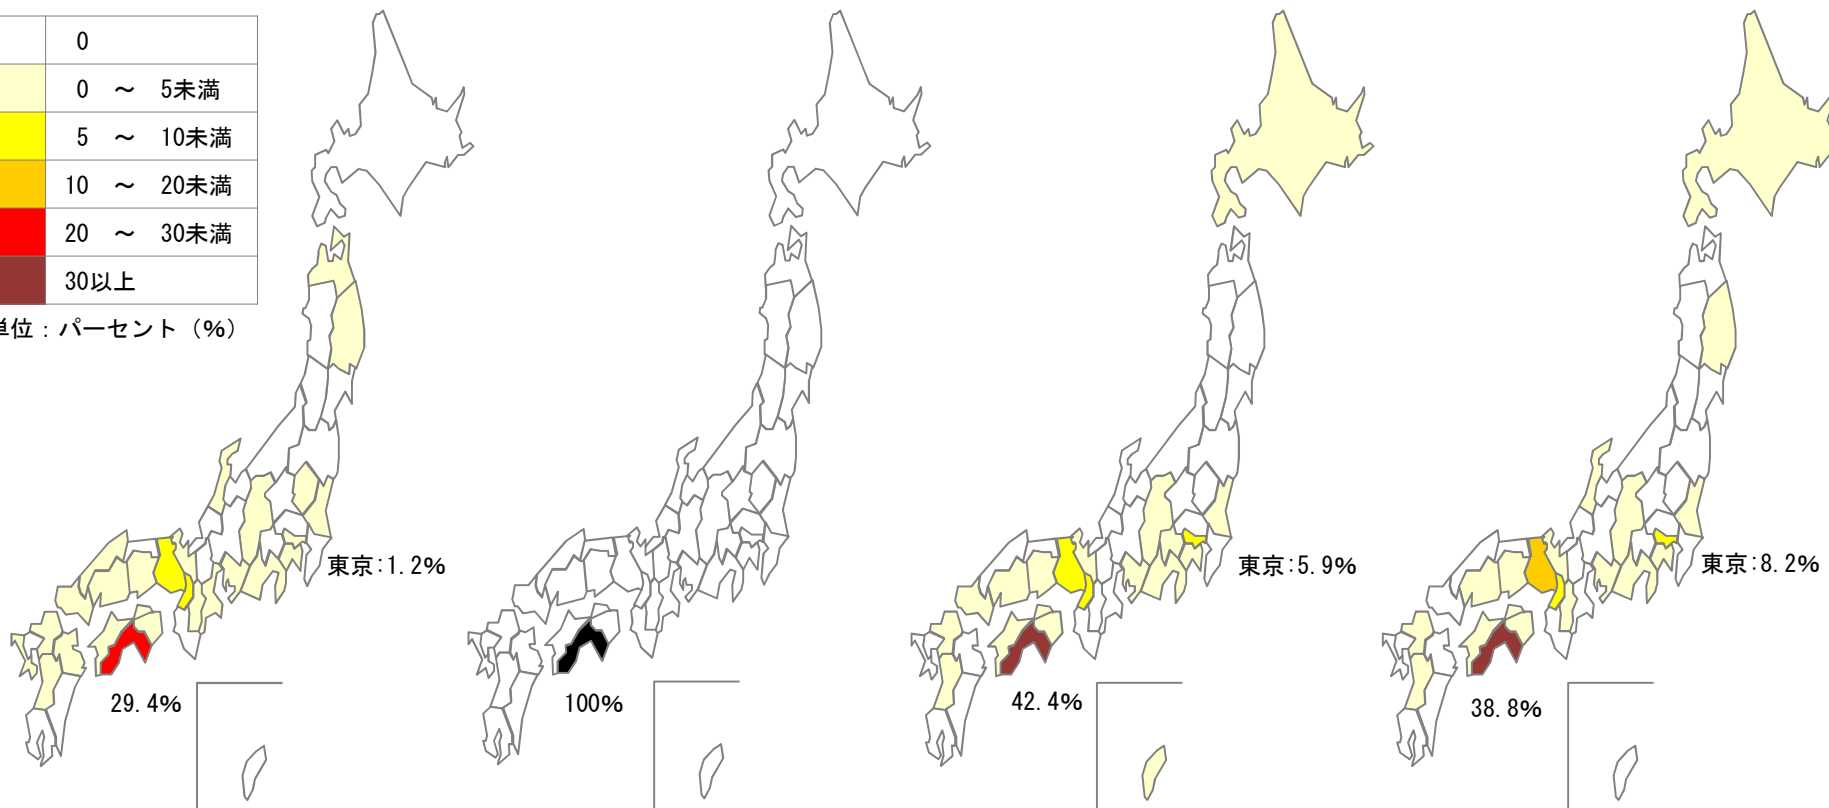 0
0 ～ 5未満
5 ～ 10未満
10 ～ 20未満
20 ～ 30未満
30以上
単位：パーセント（％）
東京:1.2%
29.4%
100%
東京:5.9%
42.4%
東京:8.2%
38.8%